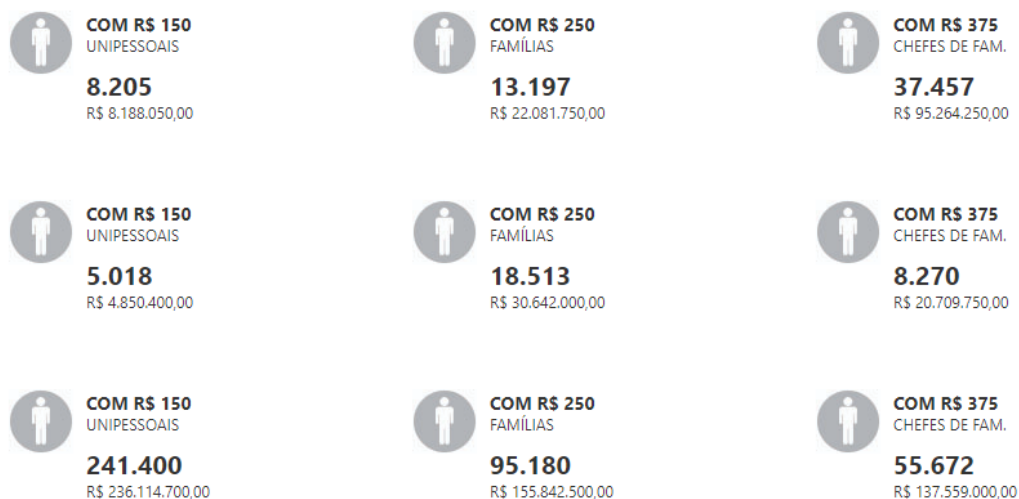 COM R$ 150
UNIPESSOAIS
8.205
R$ 8.188.050,00
COM R$ 250
FAMÍLIAS
13.197
R$ 22.081.750,00
COM R$ 375
CHEFES DE FAM.
37.457
R$ 95.264.250,00
COM R$ 150
UNIPESSOAIS
5.018
R$ 4.850.400,00
COM R$ 250
FAMÍLIAS
18.513
R$ 30.642.000,00
COM R$ 375
CHEFES DE FAM.
8.270
R$ 20.709.750,00
COM R$ 150
UNIPESSOAIS
241.400
R$ 236.114.700,00
COM R$ 250
FAMÍLIAS
95.180
R$ 155.842.500,00
COM R$ 375
CHEFES DE FAM.
55.672
R$ 137.559.000,00